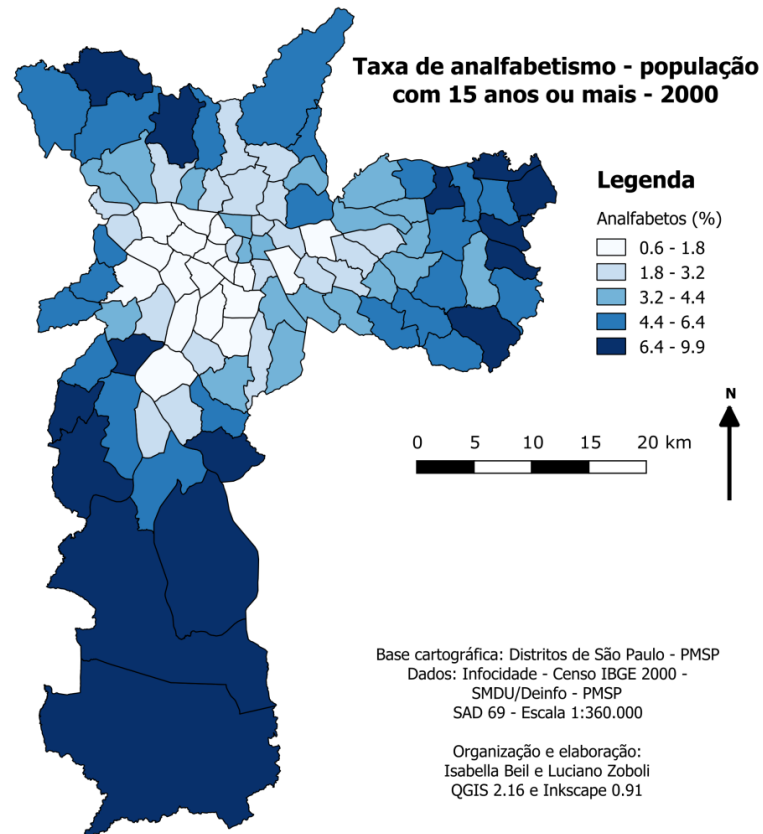 Taxa de analfabetismo - população
com 15 anos ou mais - 2000
Legenda
Analfabetos (%)
0.6 - 1.8
1.8 - 3.2
3.2 - 4.4
4.4 - 6.4
6.4 - 9.9
N
0 5 10 15 20 km
Base cartográfica: Distritos de São Paulo - PMSP
Dados: Infocidade - Censo IBGE 2000 -
SMDU/Deinfo - PMSP
SAD 69 - Escala 1:360.000
Organização e elaboração:
Isabella Beil e Luciano Zoboli
QGIS 2.16 e Inkscape 0.91